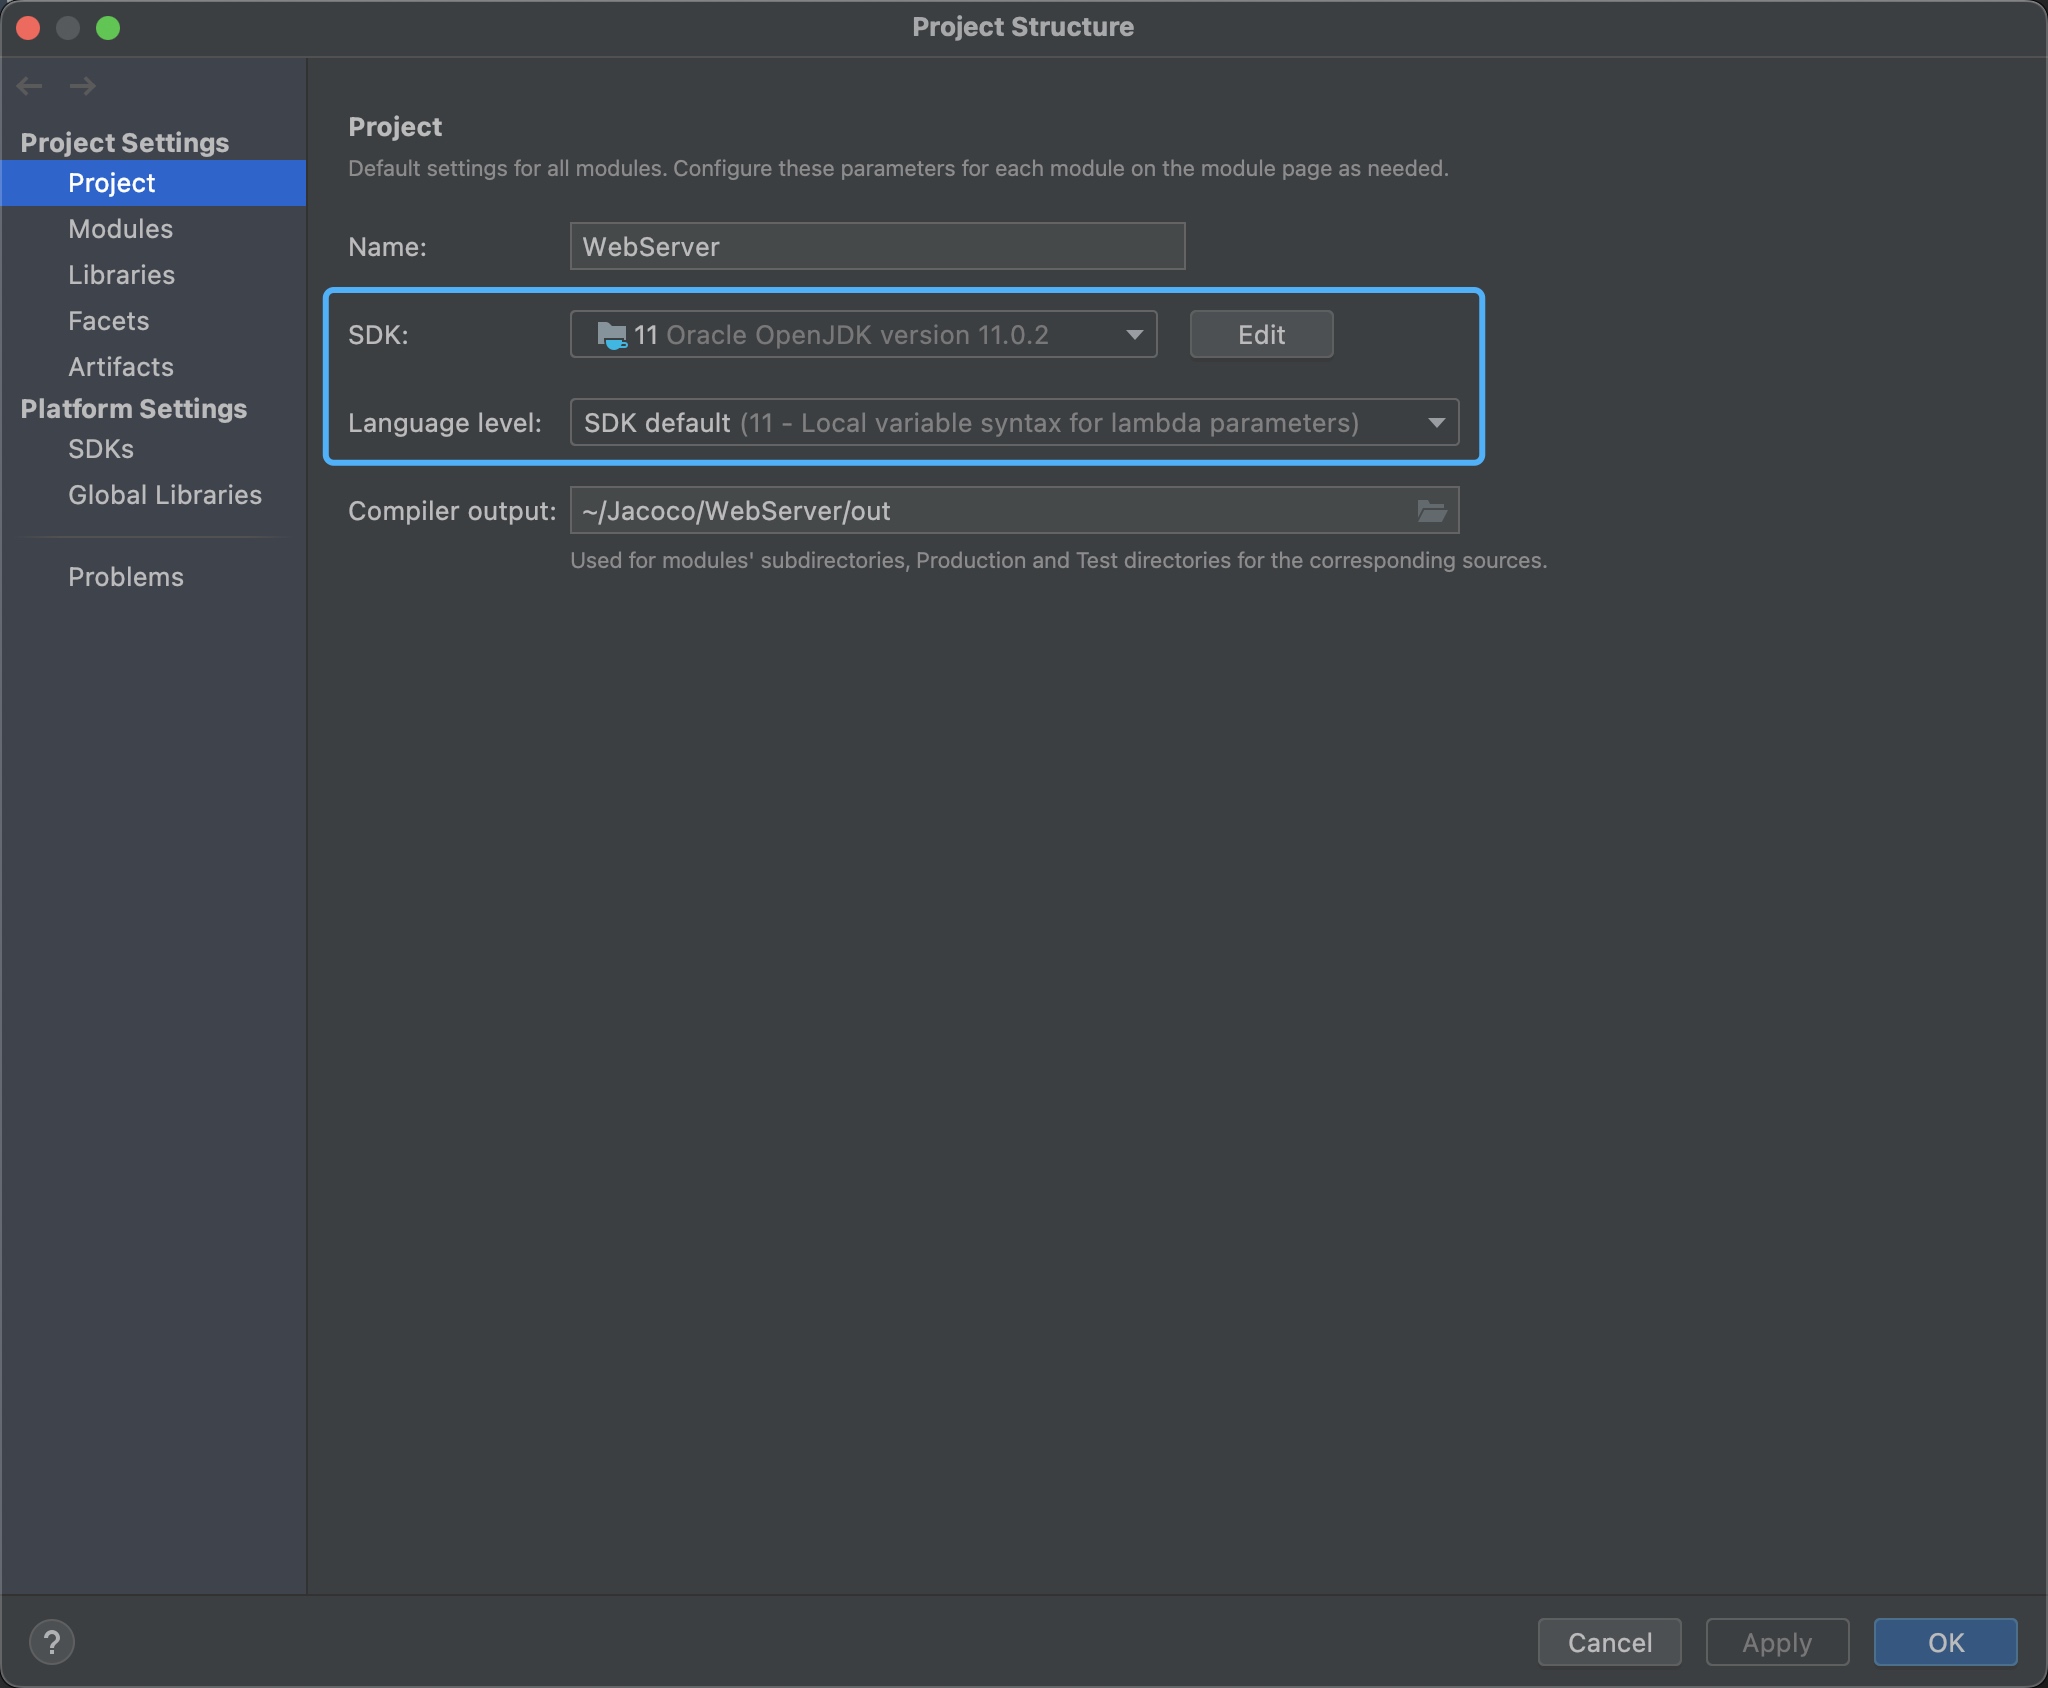 Project Structure
Project Settings
Project
Modules
Libraries
Facets
Artifacts
Platform Settings
SDKs
Global Libraries
Problems
Project
Default settings for all modules. Configure these parameters for each module on the module page as needed.
Name: WebServer
SDK: 11 Oracle OpenJDK version 11.0.2 Edit
Language level: SDK default (11 - Local variable syntax for lambda parameters)
Compiler output: ~/Jacoco/WebServer/out
Used for modules' subdirectories, Production and Test directories for the corresponding sources.
? Cancel Apply OK